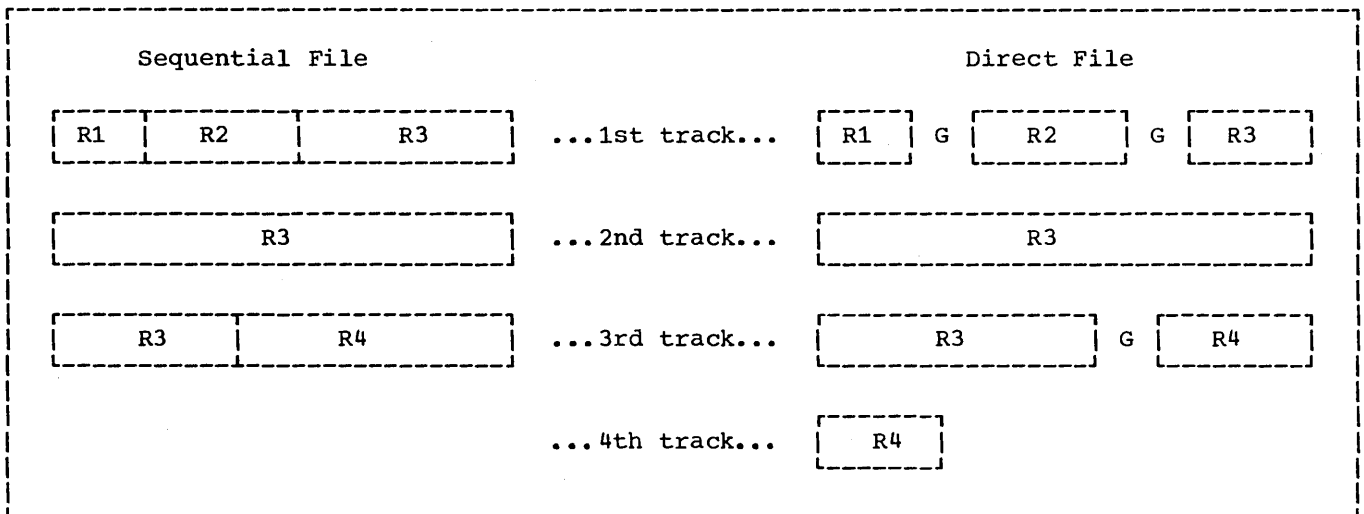 Sequential File Direct File
R1 R2 R3 ...1st track... R1 G R2 G R3
R3 ...2nd track... R3
R3 R4 ...3rd track... R3 G R4
...4th track... R4